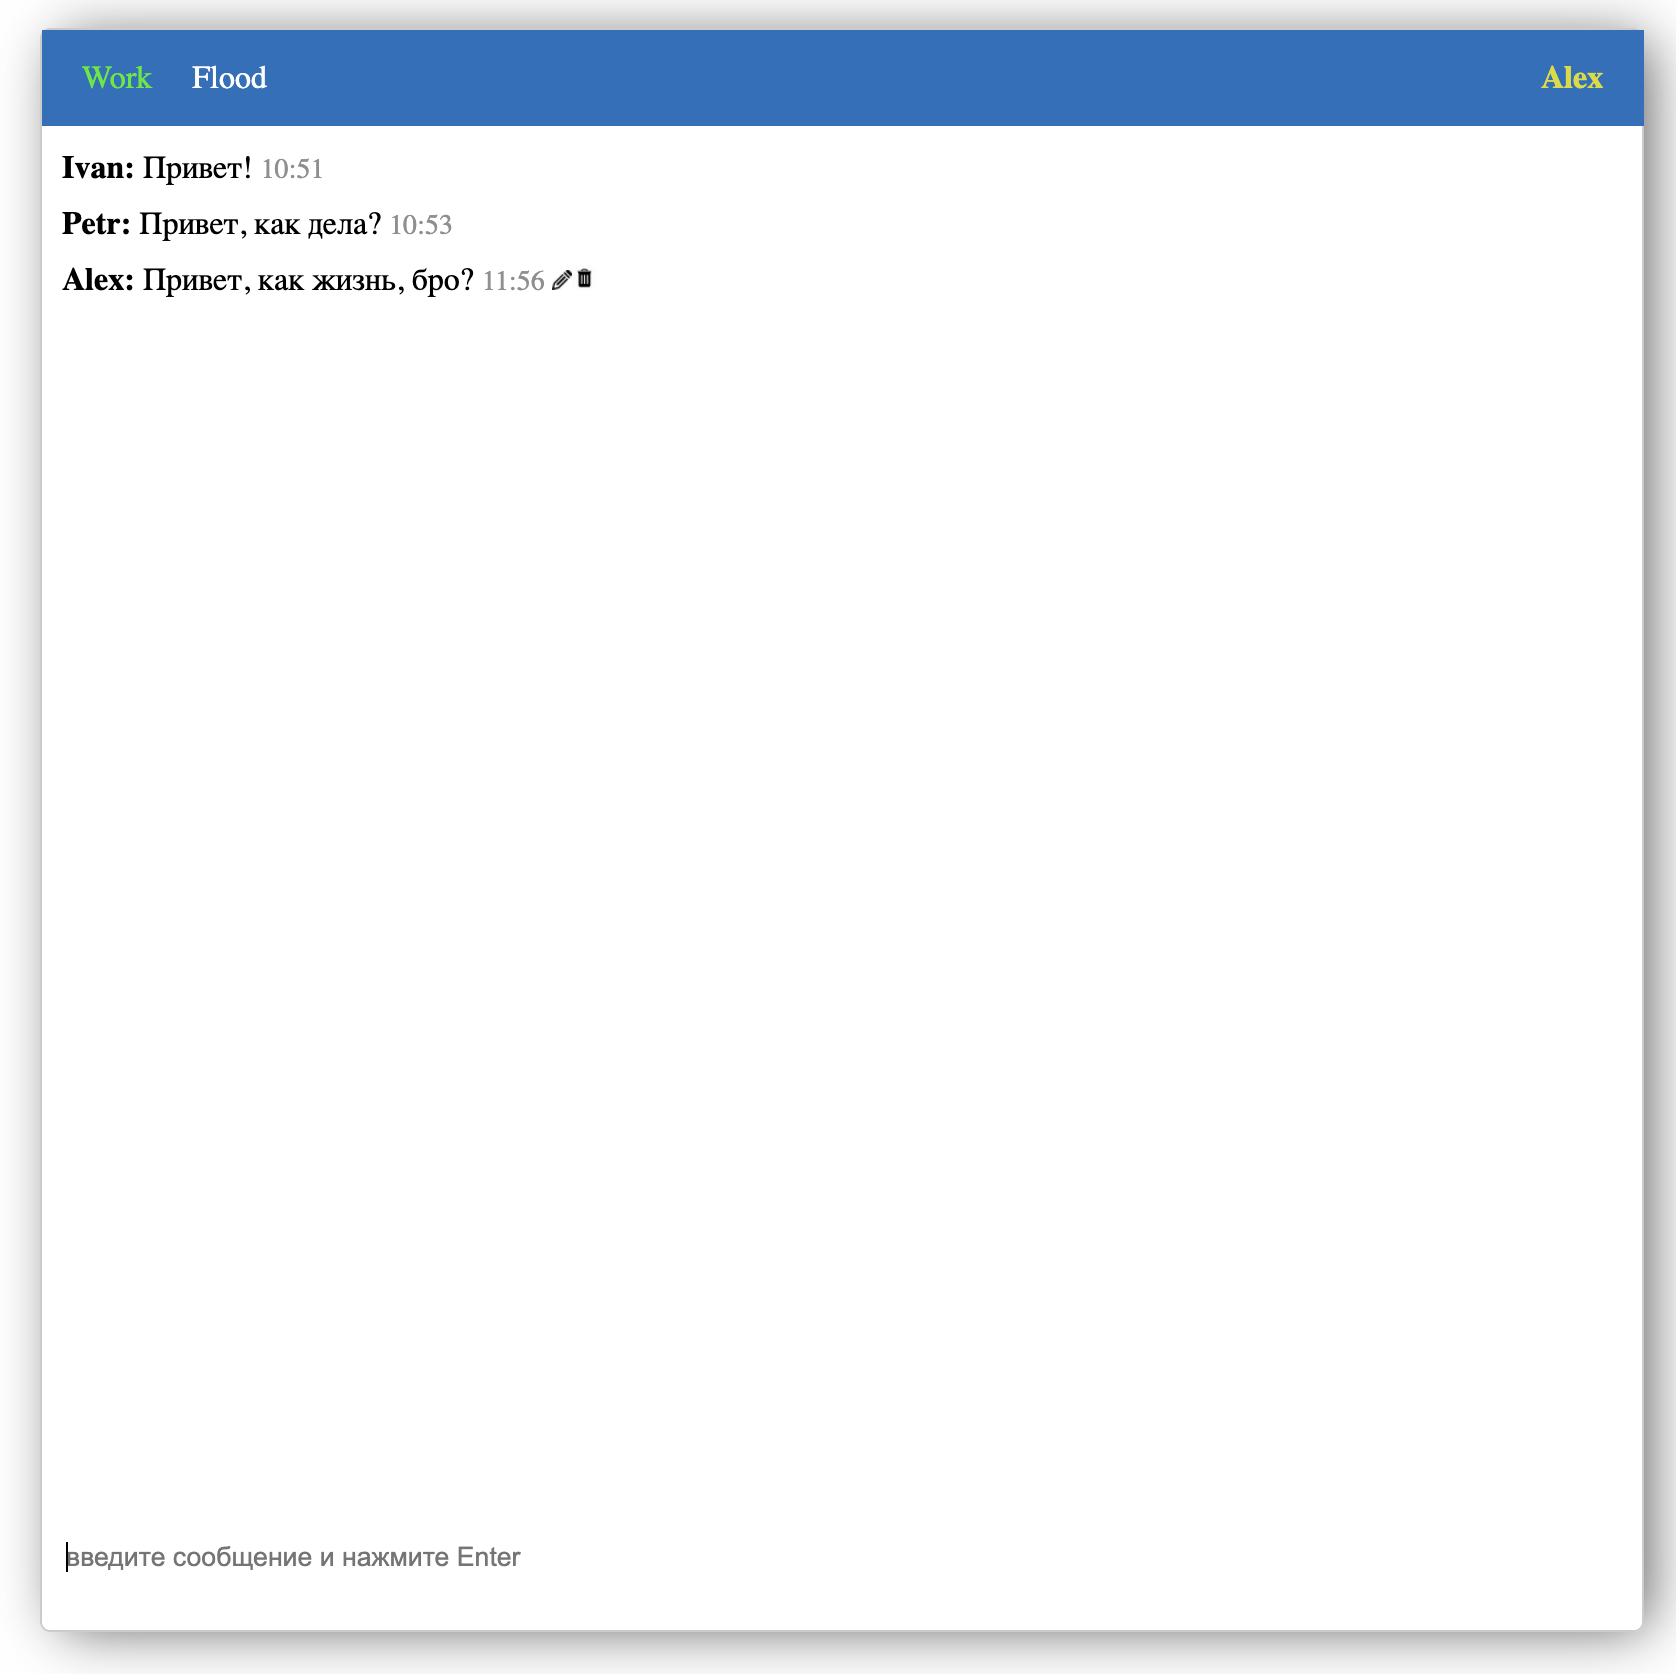 Work Flood Alex
Ivan: Привет! 10:51
Petr: Привет, как дела? 10:53
Alex: Привет, как жизнь, бро? 11:56
введите сообщение и нажмите Enter